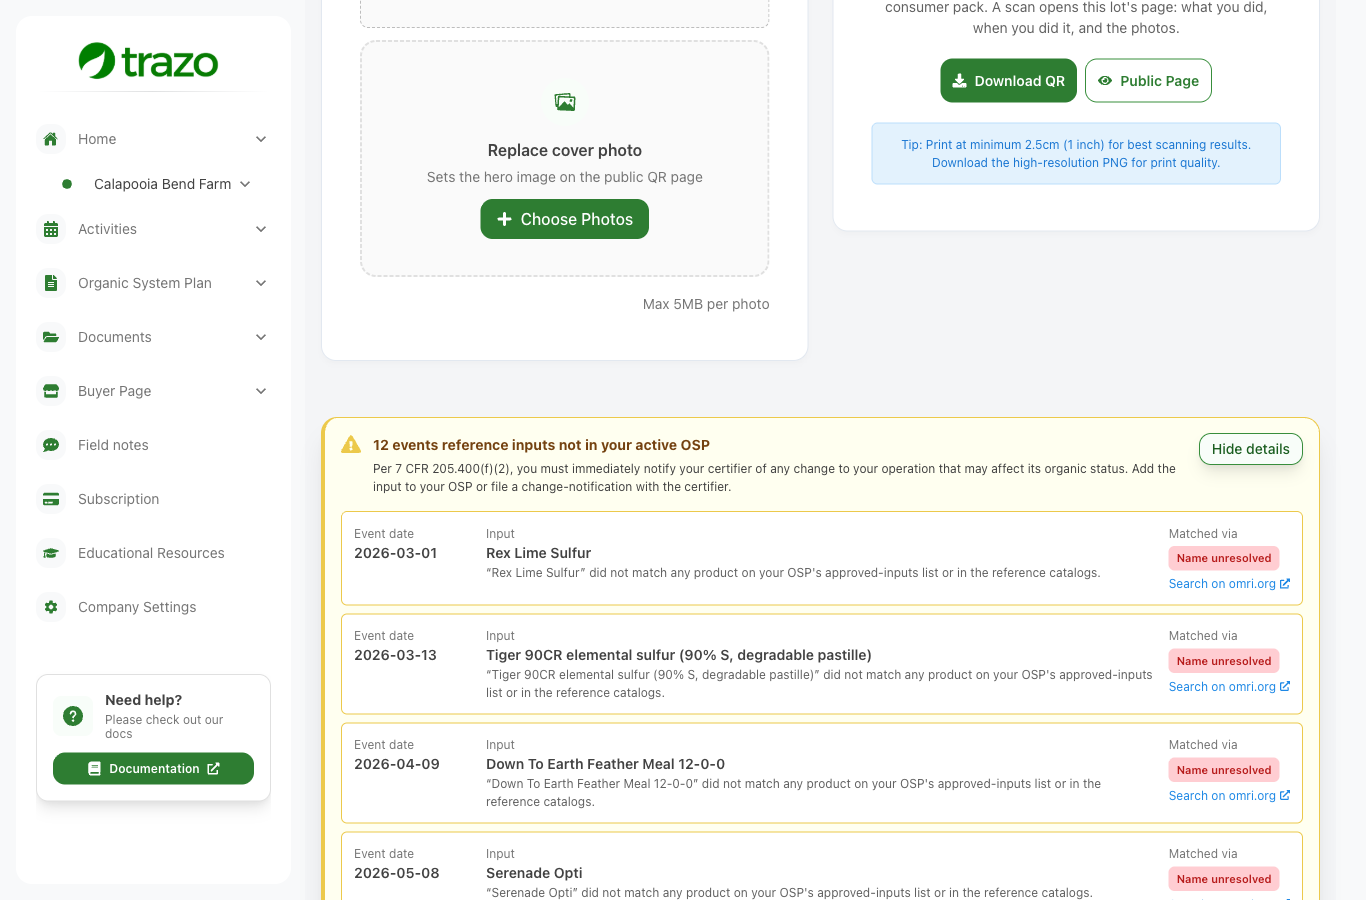 trazo
Home
Calapooia Bend Farm
Activities
Organic System Plan
Documents
Buyer Page
Field notes
Subscription
Educational Resources
Company Settings
Need help?
Please check out our
docs
Documentation
Replace cover photo
Sets the hero image on the public QR page
Choose Photos
Max 5MB per photo
consumer pack. A scan opens this lot's page: what you did,
when you did it, and the photos.
Download QR
Public Page
Tip: Print at minimum 2.5cm (1 inch) for best scanning results.
Download the high-resolution PNG for print quality.
12 events reference inputs not in your active OSP
Per 7 CFR 205.400(f)(2), you must immediately notify your certifier of any change to your operation that may affect its organic status. Add the
input to your OSP or file a change-notification with the certifier.
Hide details
Event date
2026-03-01
Input
Rex Lime Sulfur
“Rex Lime Sulfur” did not match any product on your OSP's approved-inputs list or in the reference catalogs.
Matched via
Name unresolved
Search on omri.org
Event date
2026-03-13
Input
Tiger 90CR elemental sulfur (90% S, degradable pastille)
“Tiger 90CR elemental sulfur (90% S, degradable pastille)” did not match any product on your OSP's approved-inputs
list or in the reference catalogs.
Matched via
Name unresolved
Search on omri.org
Event date
2026-04-09
Input
Down To Earth Feather Meal 12-0-0
“Down To Earth Feather Meal 12-0-0” did not match any product on your OSP's approved-inputs list or in the
reference catalogs.
Matched via
Name unresolved
Search on omri.org
Event date
2026-05-08
Input
Serenade Opti
“Serenade Opti” did not match any product on your OSP's approved-inputs list or in the reference catalogs.
Matched via
Name unresolved